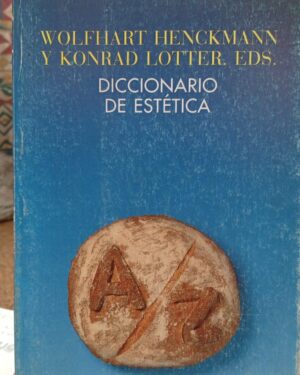 WOLFHART HENCKMANN
Y KONRAD LOTTER, EDS.
DICCIONARIO
DE ESTÉTICA
A/Z